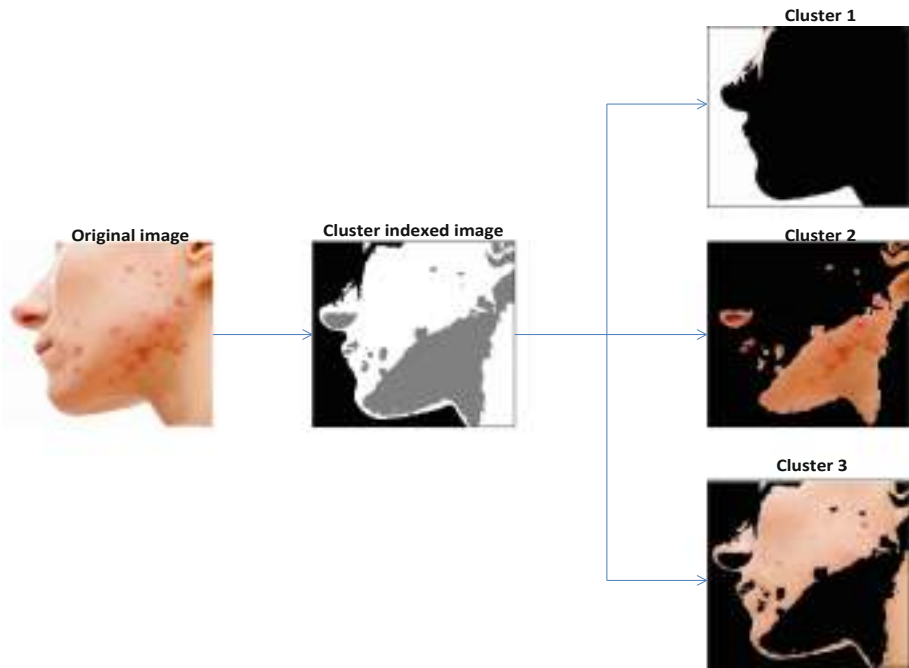 Cluster 1
Original image
Cluster indexed image
Cluster 2
Cluster 3